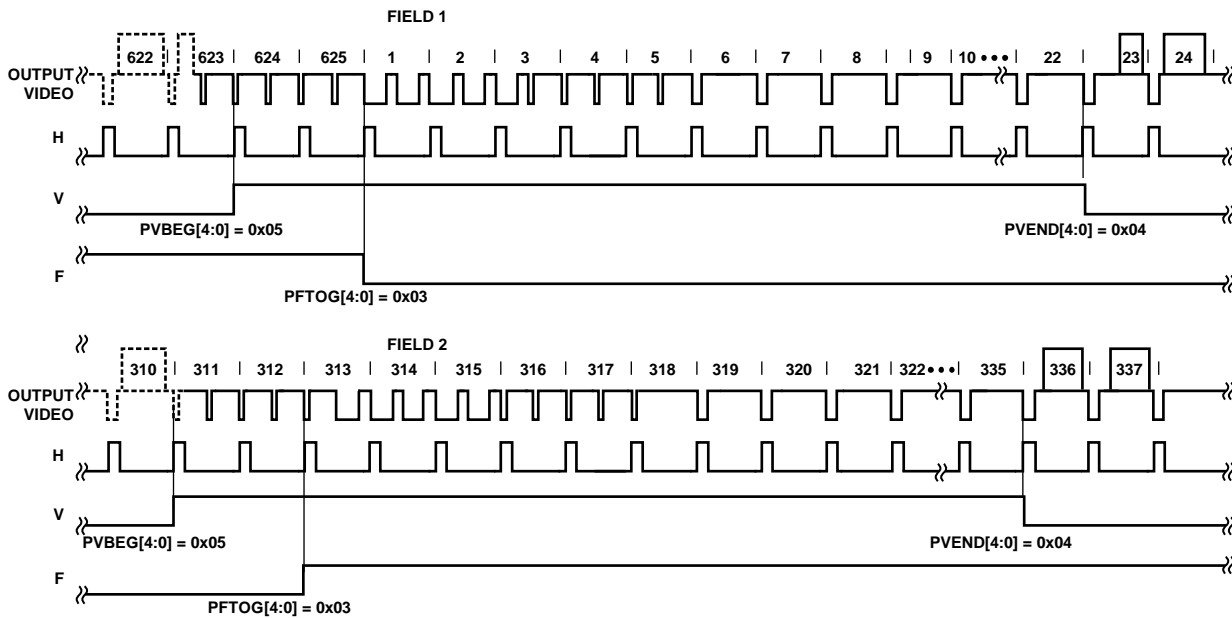 FIELD 1
622 623 624 625 1 2 3 4 5 6 7 8 9 10 ••• 22 23 24
OUTPUT
VIDEO
H
V
PVBEG[4:0] = 0x05
PVEND[4:0] = 0x04
F
PFTOG[4:0] = 0x03
FIELD 2
310 311 312 313 314 315 316 317 318 319 320 321 322 ••• 335 336 337
OUTPUT
VIDEO
H
V
PVBEG[4:0] = 0x05
PVEND[4:0] = 0x04
F
PFTOG[4:0] = 0x03